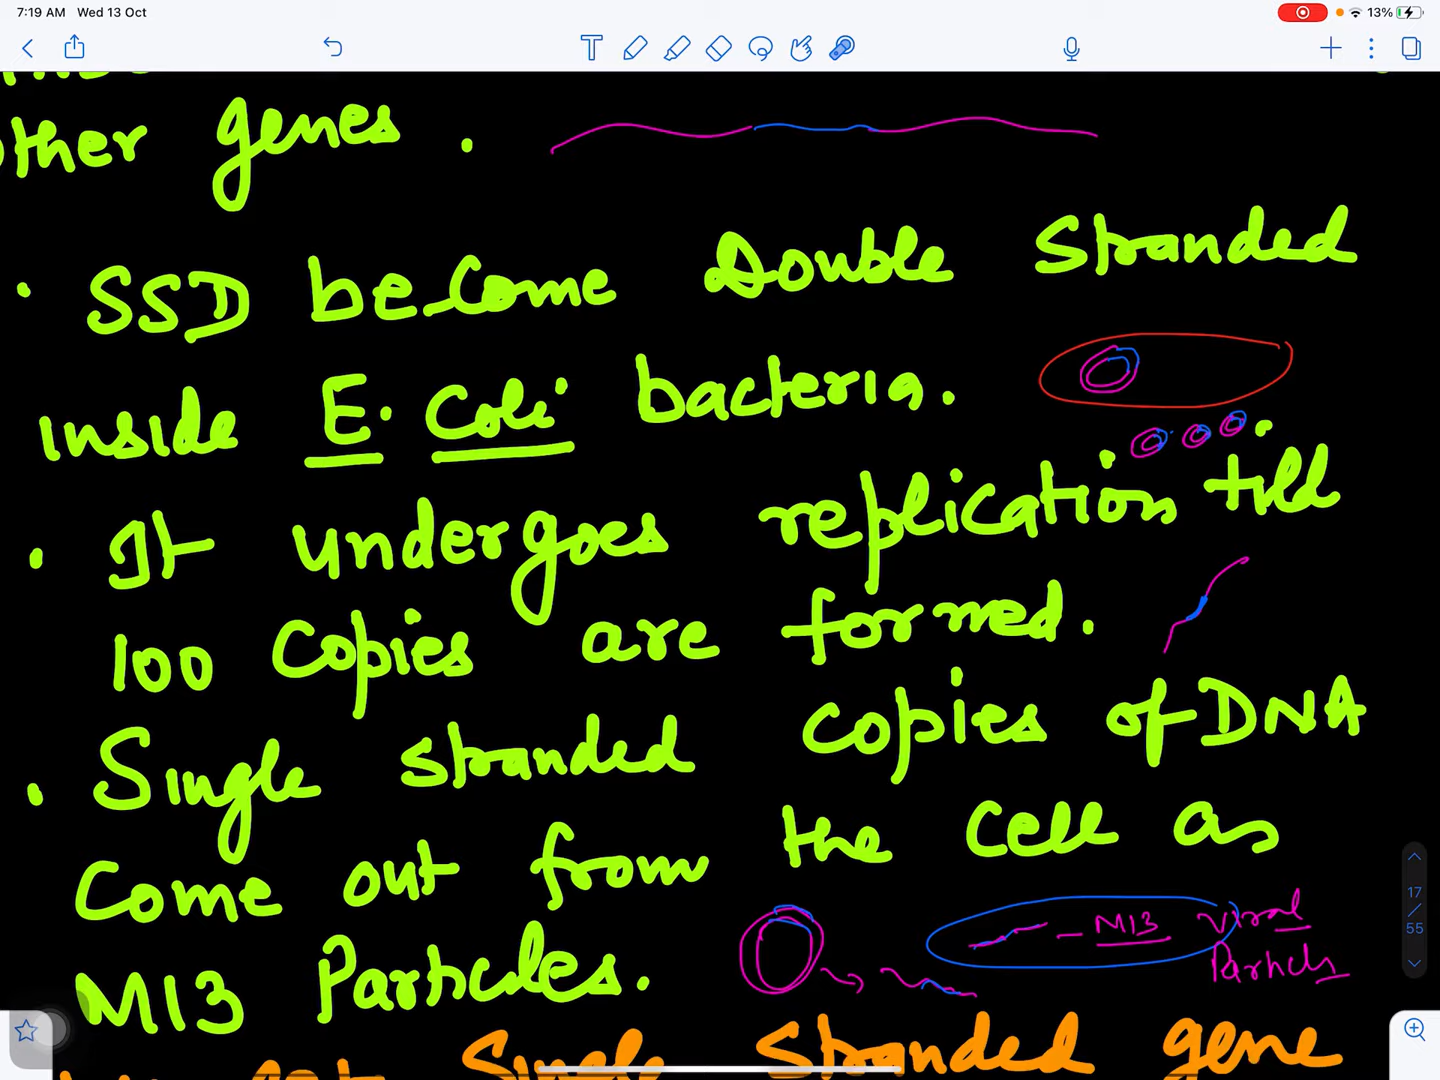 7:19 AM Wed 13 Oct
13%
other genes.
• SSD become Double Stranded
inside E. Coli bacteria.
• It undergoes replication till
100 Copies are formed.
• Single stranded copies of DNA
Come out from the Cell as
M13 Particles.
— M13 Viral
Particls
17
/
55
Single Stranded gene